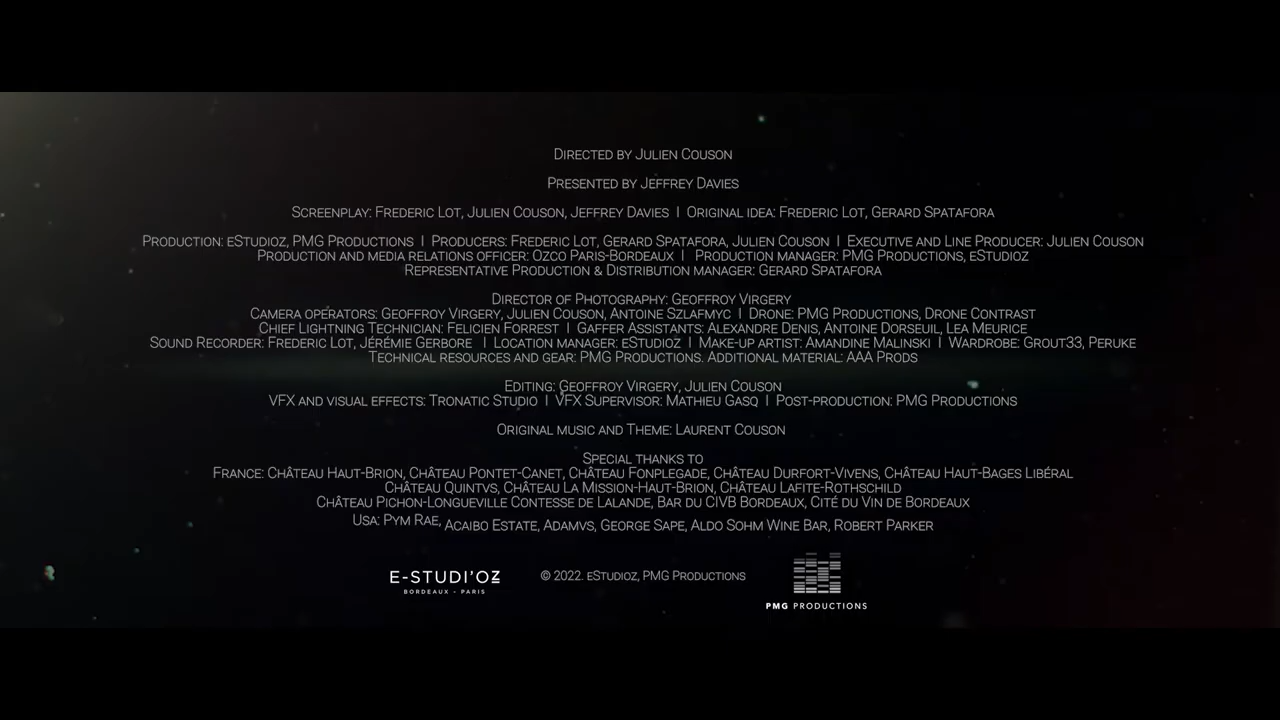 Directed by Julien Couson
Presented by Jeffrey Davies
Screenplay: Frederic Lot, Julien Couson, Jeffrey Davies | Original idea: Frederic Lot, Gerard Spatafora
Production: eStudioz, PMG Productions | Producers: Frederic Lot, Gerard Spatafora, Julien Couson | Executive and Line Producer: Julien Couson
Production and media relations officer: Ozco Paris-Bordeaux | Production manager: PMG Productions, eStudioz
Representative Production & Distribution manager: Gerard Spatafora
Director of Photography: Geoffroy Virgery
Camera operators: Geoffroy Virgery, Julien Couson, Antoine Szlafmyc | Drone: PMG Productions, Drone Contrast
Chief Lightning Technician: Felicien Forrest | Gaffer Assistants: Alexandre Denis, Antoine Dorseuil, Lea Meurice
Sound Recorder: Frederic Lot, Jérémie Gerbore | Location manager: eStudioz | Make-up artist: Amandine Malinski | Wardrobe: Grout33, Peruke
Technical resources and gear: PMG Productions. Additional material: AAA Prods
Editing: Geoffroy Virgery, Julien Couson
VFX and visual effects: Tronatic Studio | VFX Supervisor: Mathieu Gasq | Post-production: PMG Productions
Original music and Theme: Laurent Couson
Special thanks to
France: Château Haut-Brion, Château Pontet-Canet, Château Fonplegade, Château Durfort-Vivens, Château Haut-Bages Libéral
Château Quintvs, Château La Mission-Haut-Brion, Château Lafite-Rothschild
Château Pichon-Longueville Contesse de Lalande, Bar du CIVB Bordeaux, Cité du Vin de Bordeaux
Usa: Pym Rae, Acaibo Estate, Adamvs, George Sape, Aldo Sohm Wine Bar, Robert Parker
E-STUDI'OZ
BORDEAUX - PARIS
© 2022. eStudioz, PMG Productions
PMG PRODUCTIONS